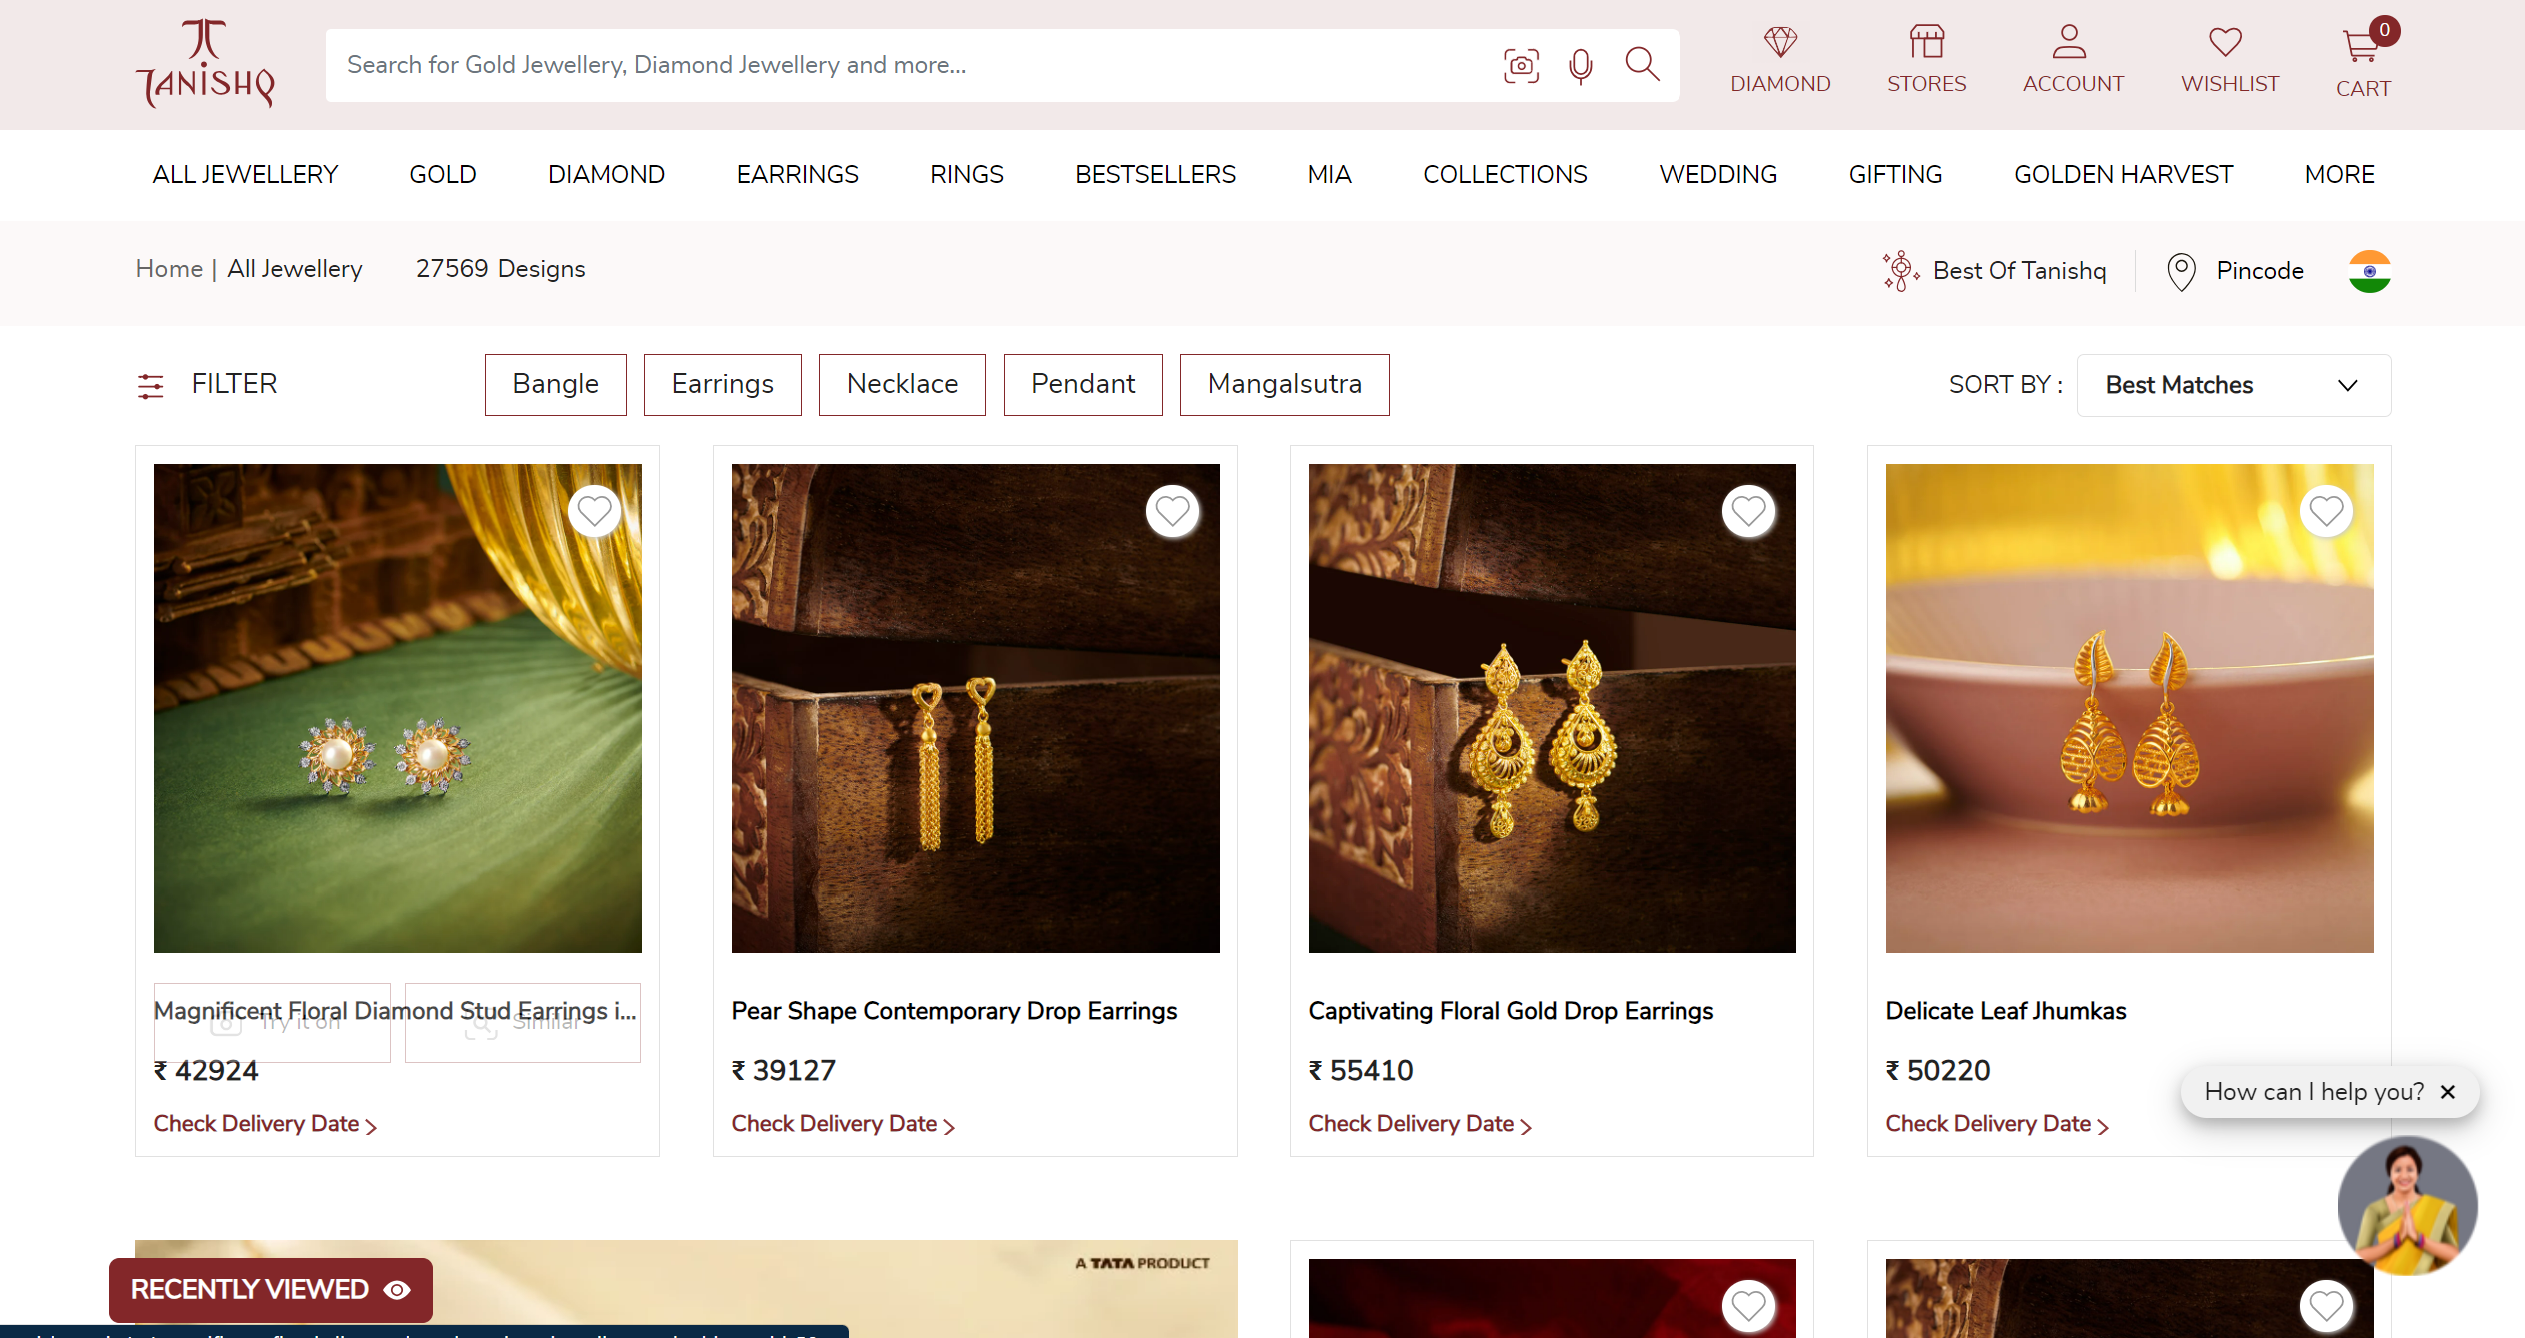 TANISHQ
Search for Gold Jewellery, Diamond Jewellery and more...
DIAMOND
STORES
ACCOUNT
WISHLIST
0
CART
ALL JEWELLERY GOLD DIAMOND EARRINGS RINGS BESTSELLERS MIA COLLECTIONS WEDDING GIFTING GOLDEN HARVEST MORE
Home | All Jewellery 27569 Designs
Best Of Tanishq
Pincode
FILTER
Bangle
Earrings
Necklace
Pendant
Mangalsutra
SORT BY :
Best Matches
Magnificent Floral Diamond Stud Earrings i...
Try it on
Similar
₹ 42924
Check Delivery Date
Pear Shape Contemporary Drop Earrings
₹ 39127
Check Delivery Date
Captivating Floral Gold Drop Earrings
₹ 55410
Check Delivery Date
Delicate Leaf Jhumkas
₹ 50220
Check Delivery Date
How can I help you?
A TATA PRODUCT
RECENTLY VIEWED